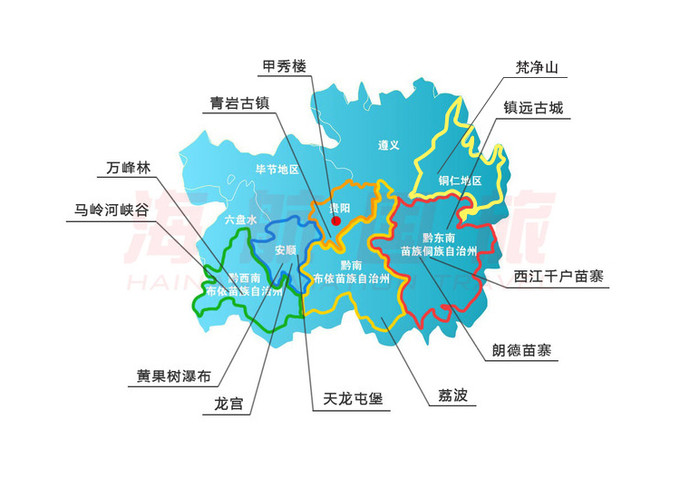 甲秀楼
梵净山
青岩古镇
镇远古城
遵义
万峰林
毕节地区
铜仁地区
马岭河峡谷
贵阳
六盘水
安顺
黔东南
苗族侗族自治州
黔南
布依苗族自治州
黔西南
布依苗族自治州
西江千户苗寨
朗德苗寨
黄果树瀑布
龙宫
天龙屯堡
荔波
海航
旅
HAIN